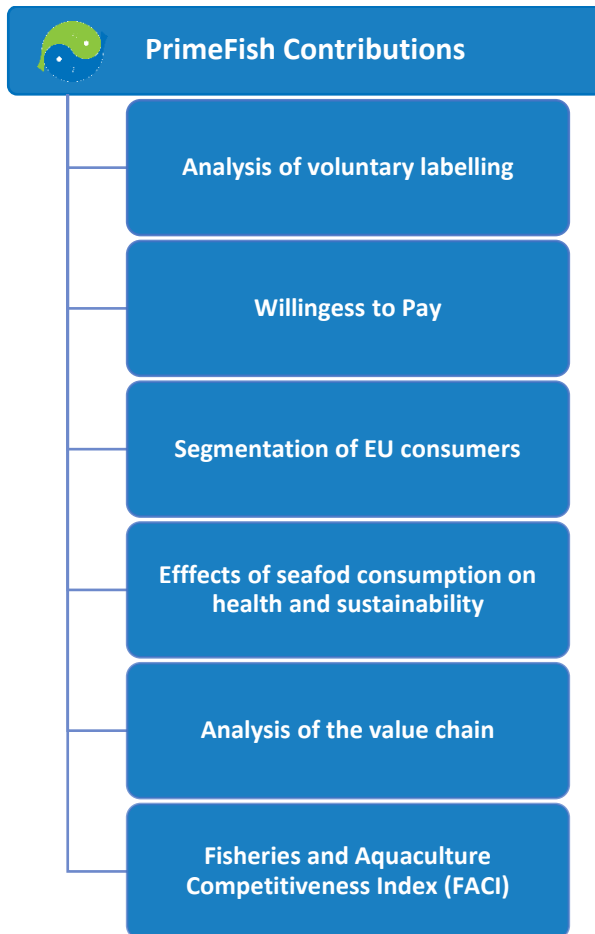 PrimeFish Contributions
Analysis of voluntary labelling
Willingess to Pay
Segmentation of EU consumers
Efffects of seafod consumption on
health and sustainability
Analysis of the value chain
Fisheries and Aquaculture
Competitiveness Index (FACI)